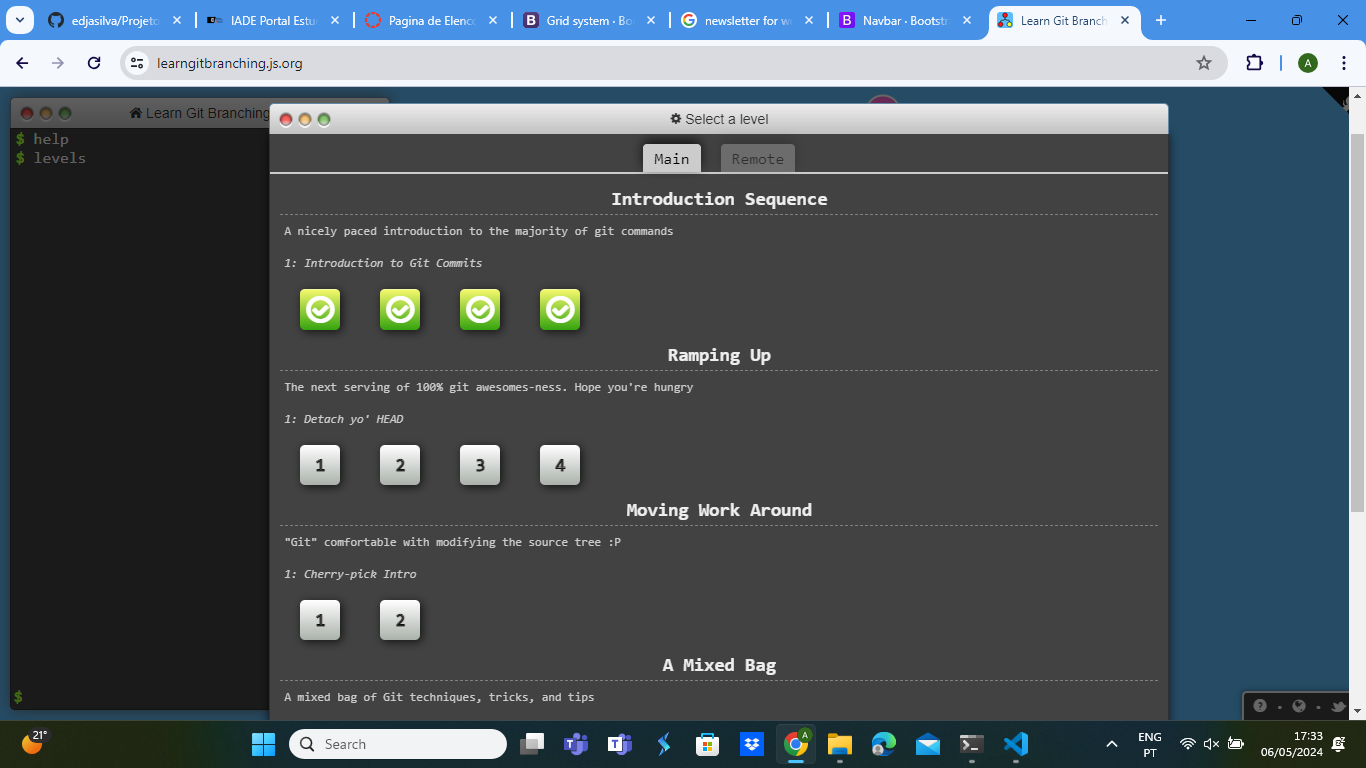 edjasilva/Projeto
IADE Portal Estu
Pagina de Elenco
Grid system · Bo
newsletter for we
Navbar · Bootstr
Learn Git Branch
learngitbranching.js.org
A
Learn Git Branching
$ help
$ levels
$
Select a level
Main
Remote
Introduction Sequence
A nicely paced introduction to the majority of git commands
1: Introduction to Git Commits
Ramping Up
The next serving of 100% git awesomes-ness. Hope you're hungry
1: Detach yo' HEAD
1 2 3 4
Moving Work Around
"Git" comfortable with modifying the source tree :P
1: Cherry-pick Intro
1 2
A Mixed Bag
A mixed bag of Git techniques, tricks, and tips
21°
Search
A
ENG
PT
17:33
06/05/2024